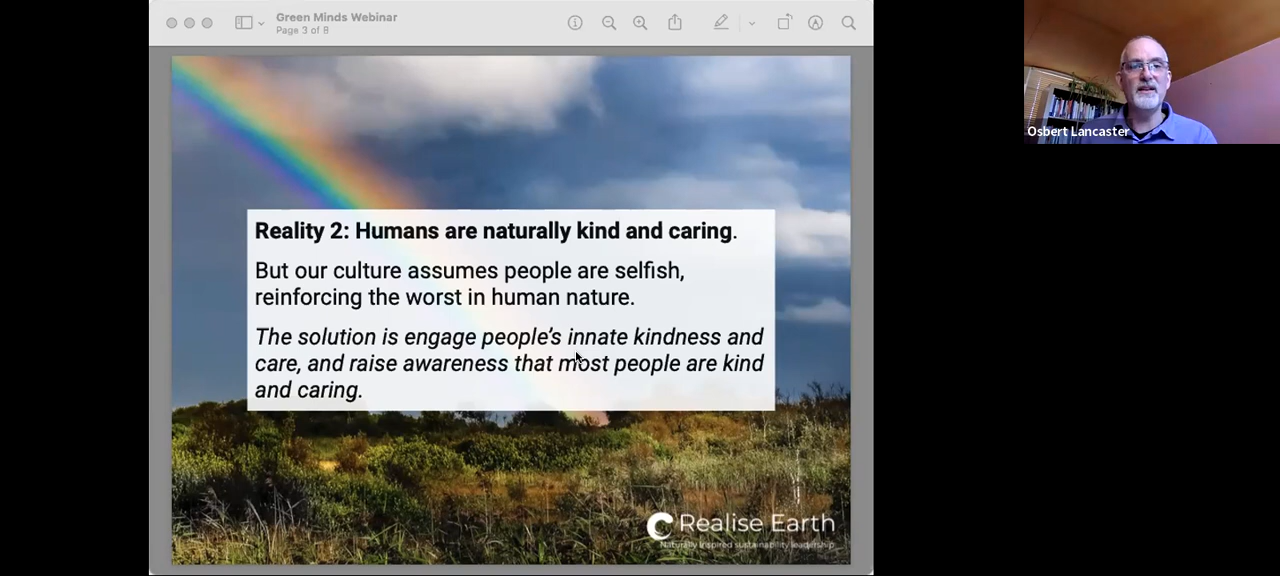 Green Minds Webinar
Page 3 of 8
Osbert Lancaster
Reality 2: Humans are naturally kind and caring.
But our culture assumes people are selfish,
reinforcing the worst in human nature.
The solution is engage people's innate kindness and
care, and raise awareness that most people are kind
and caring.
Realise Earth
Naturally inspired sustainability leadership